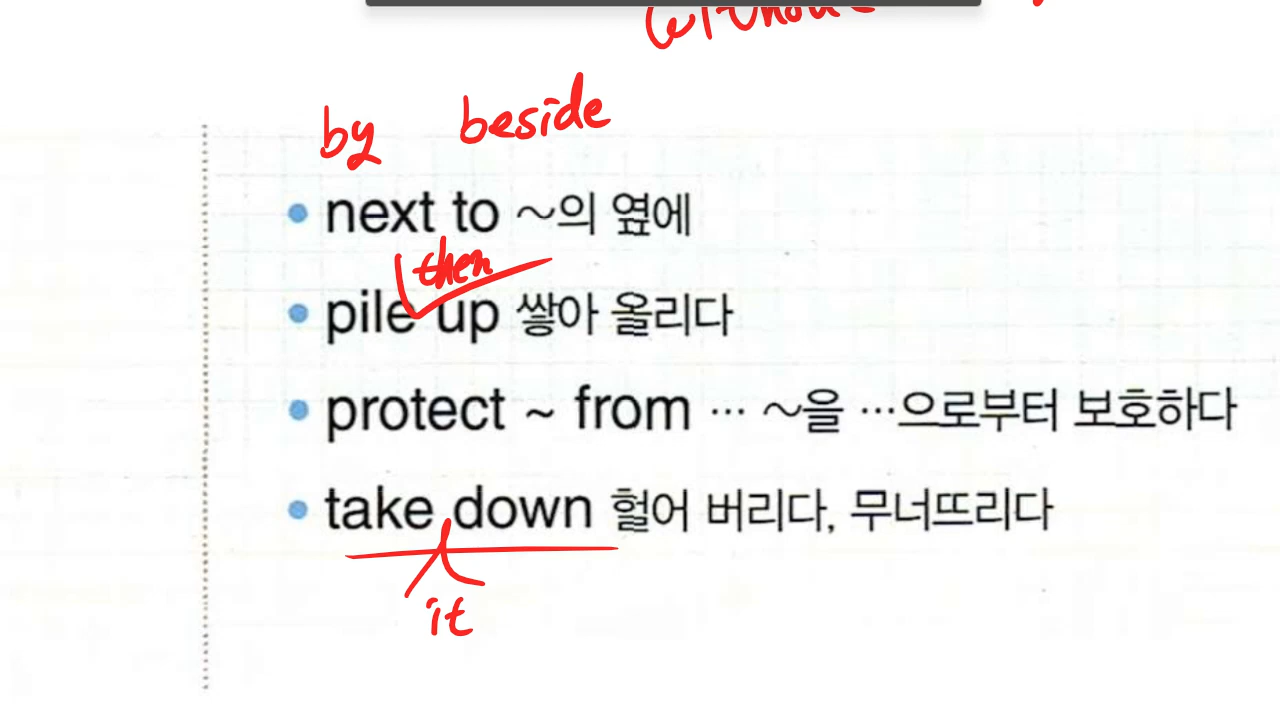 by beside
• next to ~의 옆에
then
• pile up 쌓아 올리다
• protect ~ from … ~을 …으로부터 보호하다
• take down 헐어 버리다, 무너뜨리다
it